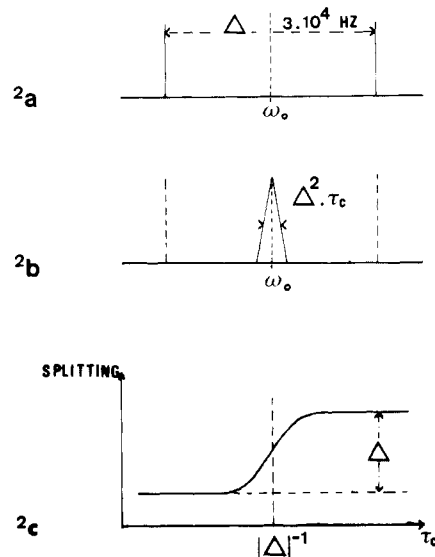 Δ 3.10⁴ HZ
²a
ω₀
Δ².τc
²b
ω₀
SPLITTING
Δ
²c
|Δ|⁻¹
τc